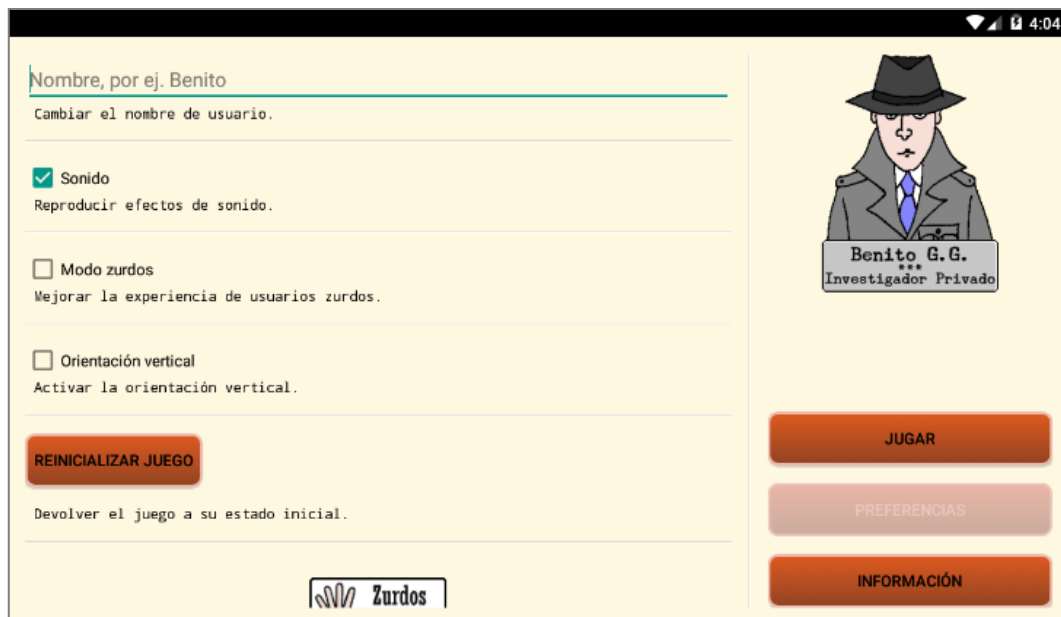 4:04
Nombre, por ej. Benito
Cambiar el nombre de usuario.
Sonido
Reproducir efectos de sonido.
Modo zurdos
Mejorar la experiencia de usuarios zurdos.
Orientación vertical
Activar la orientación vertical.
REINICIALIZAR JUEGO
Devolver el juego a su estado inicial.
Zurdos
Benito G.G.
***
Investigador Privado
JUGAR
PREFERENCIAS
INFORMACIÓN